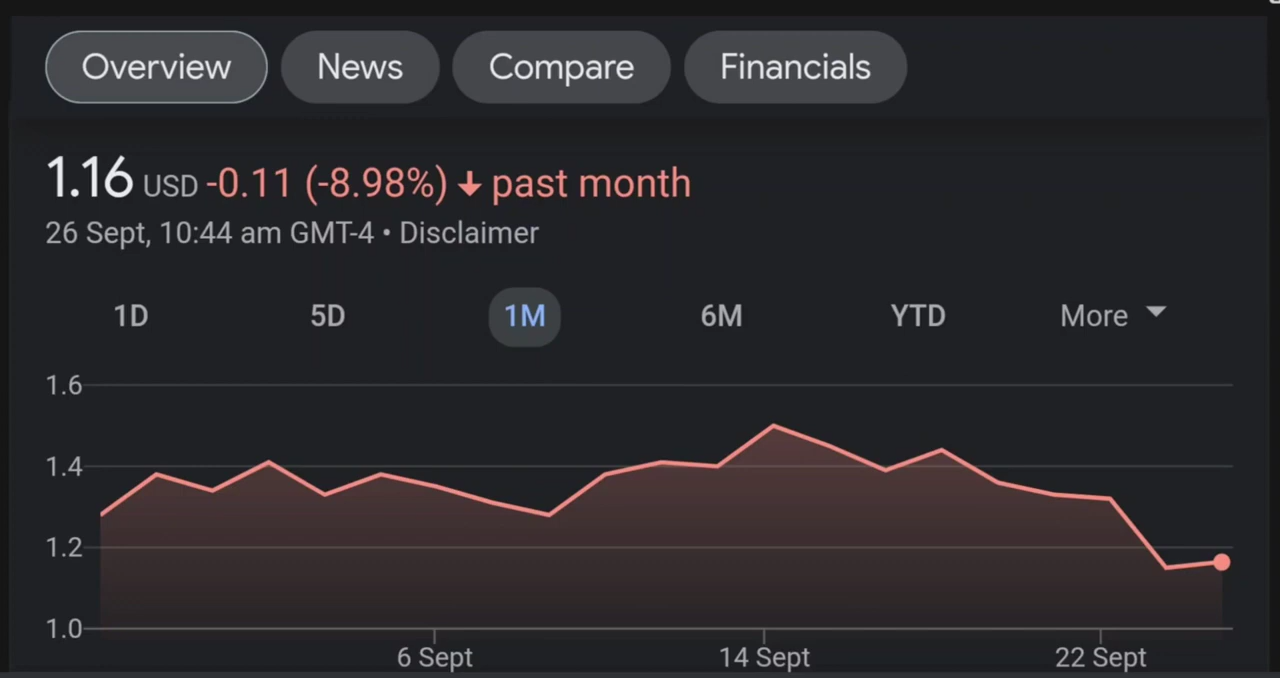 Overview News Compare Financials
1.16 USD -0.11 (-8.98%) ↓ past month
26 Sept, 10:44 am GMT-4 • Disclaimer
1D 5D 1M 6M YTD More
1.6
1.4
1.2
1.0
6 Sept 14 Sept 22 Sept